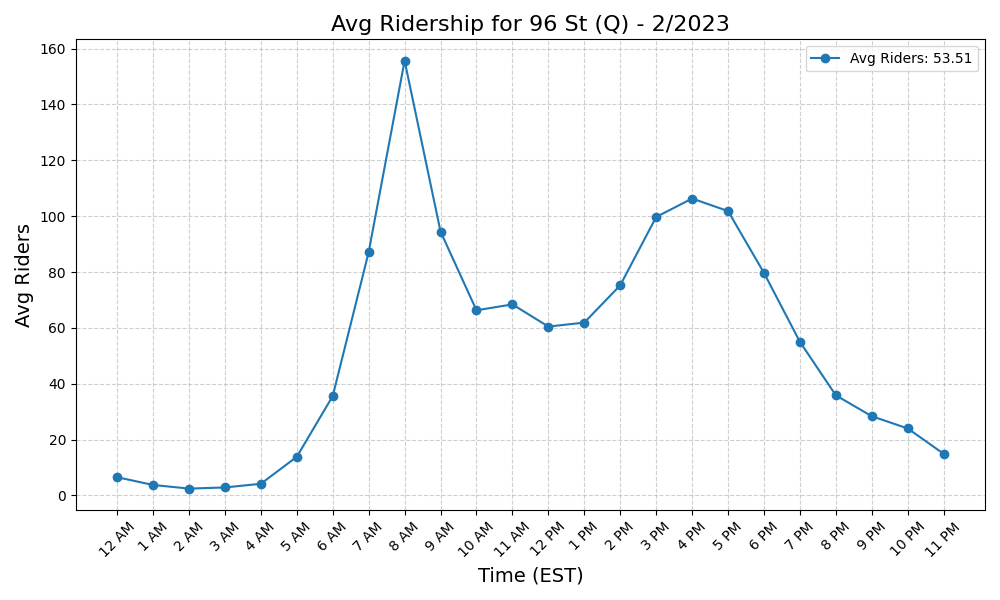 Avg Ridership for 96 St (Q) - 2/2023
Avg Riders: 53.51
160
140
120
100
80
60
40
20
0
Avg Riders
12 AM
1 AM
2 AM
3 AM
4 AM
5 AM
6 AM
7 AM
8 AM
9 AM
10 AM
11 AM
12 PM
1 PM
2 PM
3 PM
4 PM
5 PM
6 PM
7 PM
8 PM
9 PM
10 PM
11 PM
Time (EST)